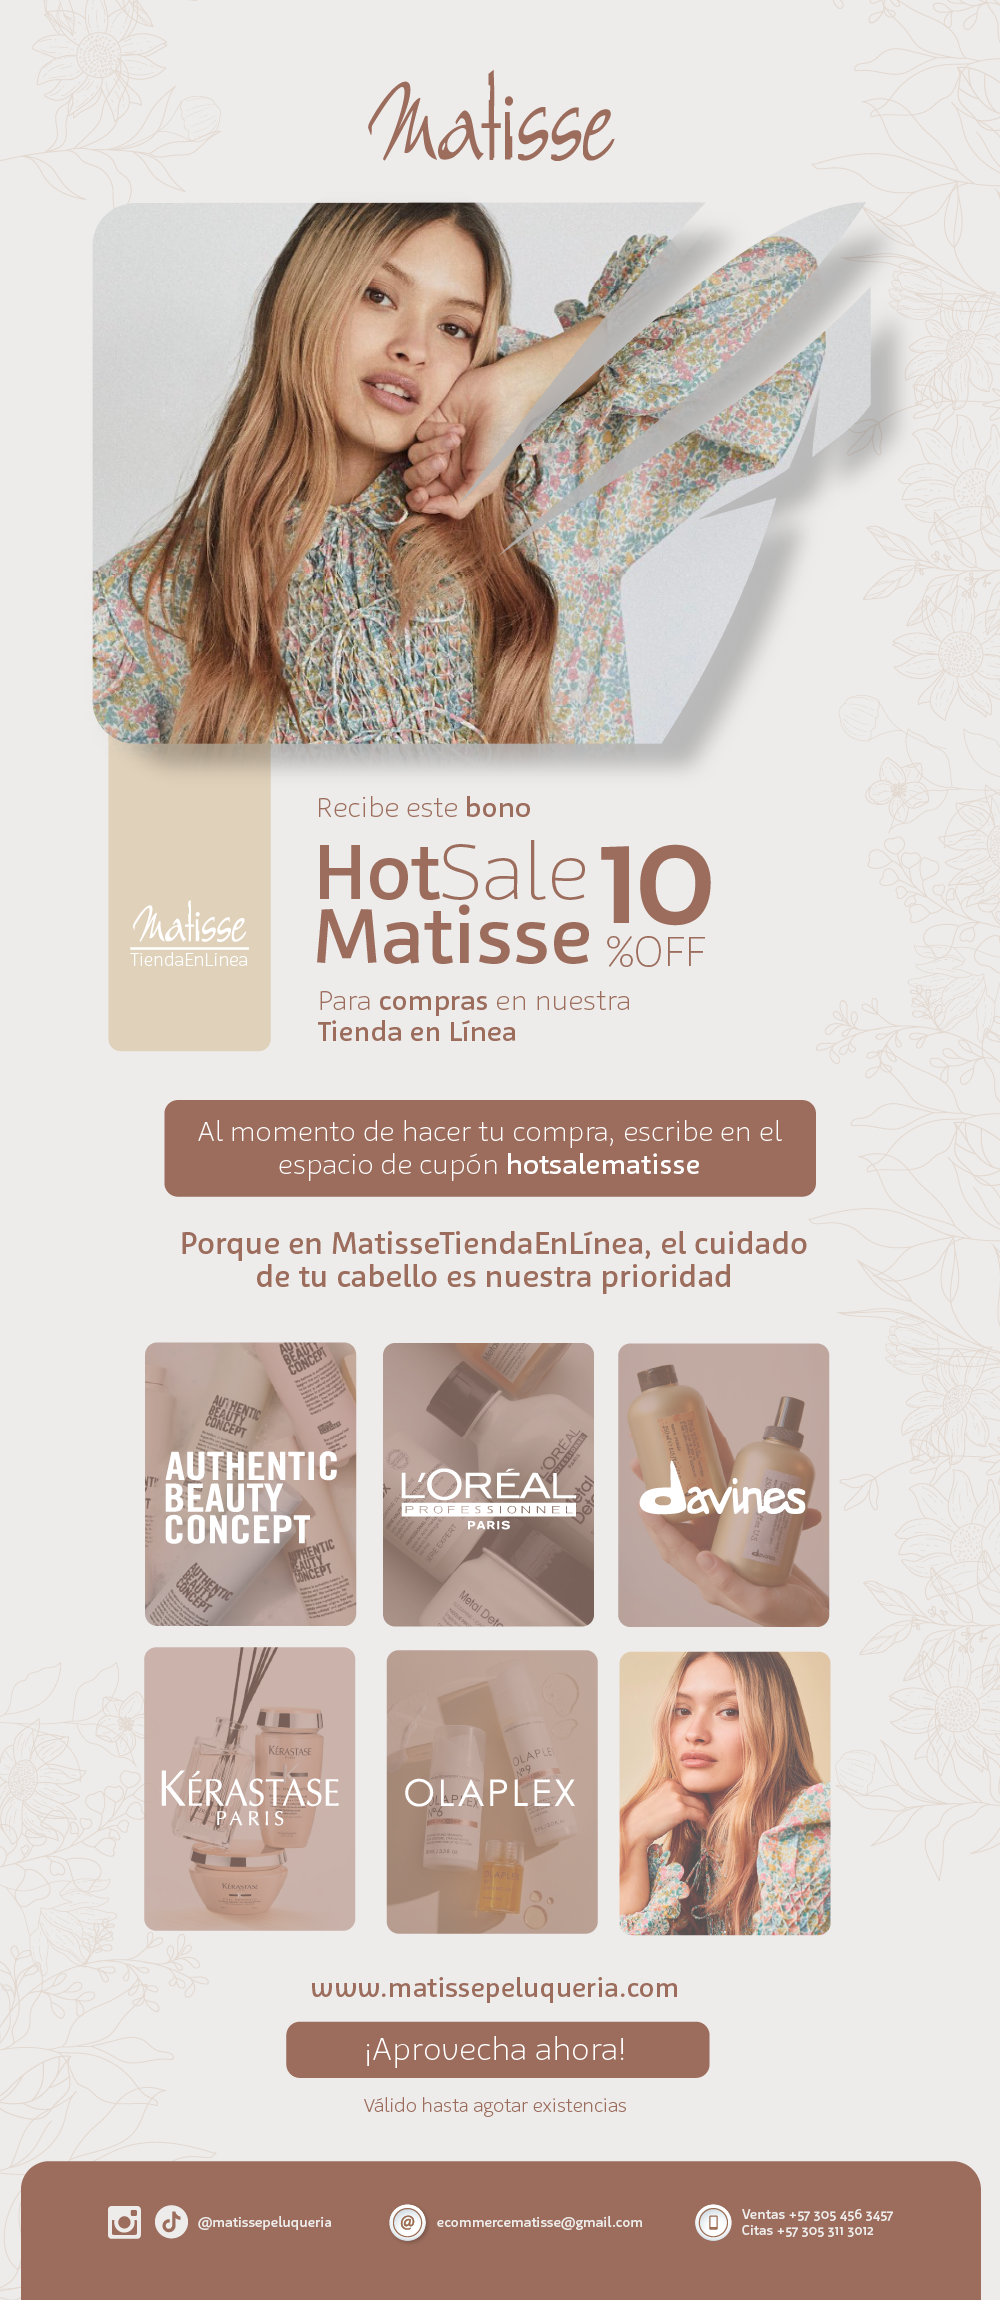 Matisse
Recibe este bono
HotSale 10
Matisse %OFF
Matisse
TiendaEnLinea
Para compras en nuestra
Tienda en Línea
Al momento de hacer tu compra, escribe en el
espacio de cupón hotsalematisse
Porque en MatisseTiendaEnLínea, el cuidado
de tu cabello es nuestra prioridad
AUTHENTIC
BEAUTY
CONCEPT
L'ORÉAL
PROFESSIONNEL
PARIS
davines
KÉRASTASE
PARIS
OLAPLEX
www.matissepeluqueria.com
¡Aprovecha ahora!
Válido hasta agotar existencias
@matissepeluqueria
ecommercematisse@gmail.com
Ventas +57 305 456 3457
Citas +57 305 311 3012